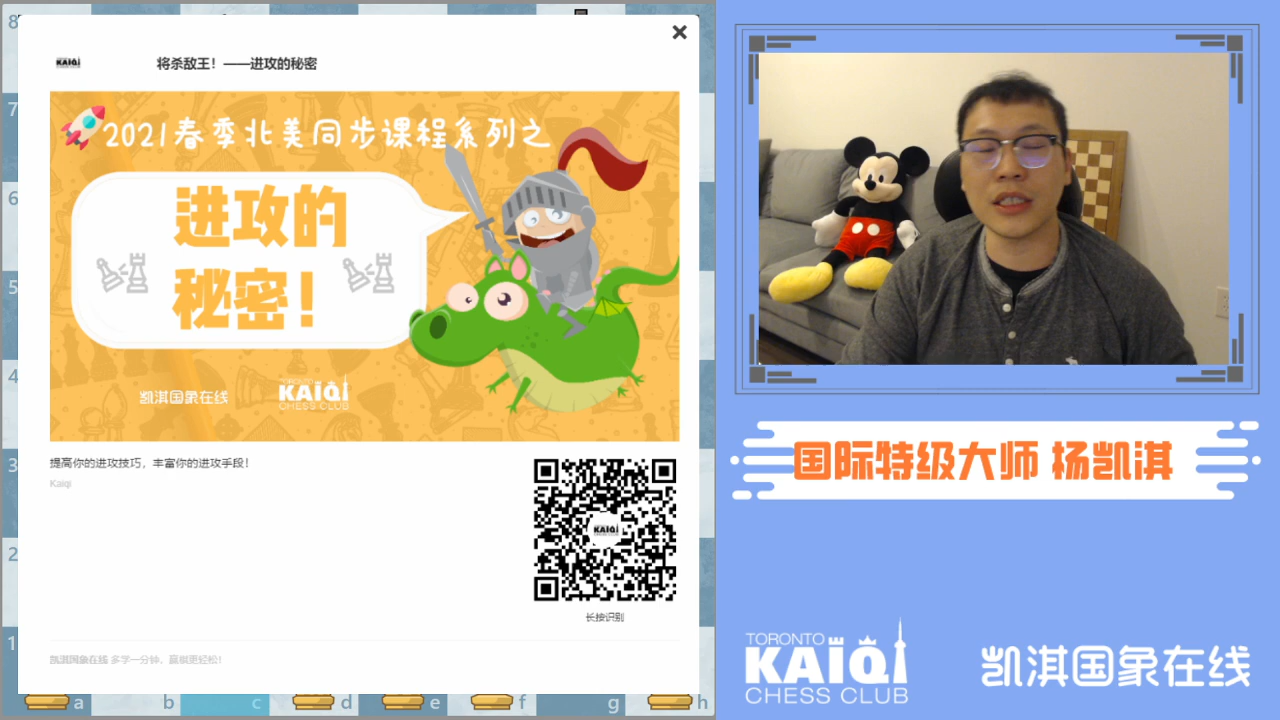 8
7
6
5
4
3
2
1
KAIQI
CHESS CLUB
将杀敌王！——进攻的秘密
2021春季北美同步课程系列之
进攻的
秘密！
凯淇国象在线
TORONTO
KAIQI
CHESS CLUB
提高你的进攻技巧，丰富你的进攻手段！
Kaiqi
KAIQI
长按识别
凯淇国象在线 多学一分钟，赢棋更轻松！
a b c d e f g h
国际特级大师 杨凯淇
TORONTO
KAIQI
CHESS CLUB
凯淇国象在线